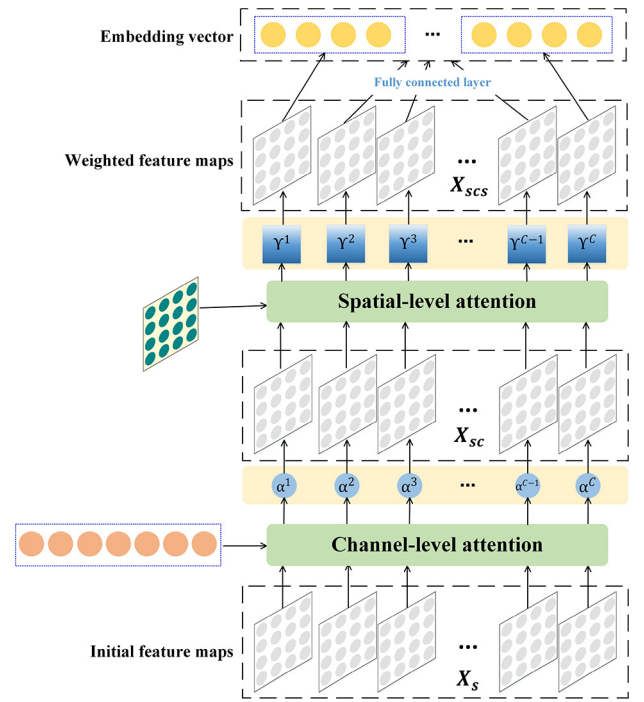 Embedding vector
...
Fully connected layer
Weighted feature maps
...
X_scs
ϒ^1 ϒ^2 ϒ^3 ... ϒ^{C−1} ϒ^C
Spatial-level attention
...
X_sc
α^1 α^2 α^3 ... α^{C−1} α^C
Channel-level attention
Initial feature maps
...
X_s